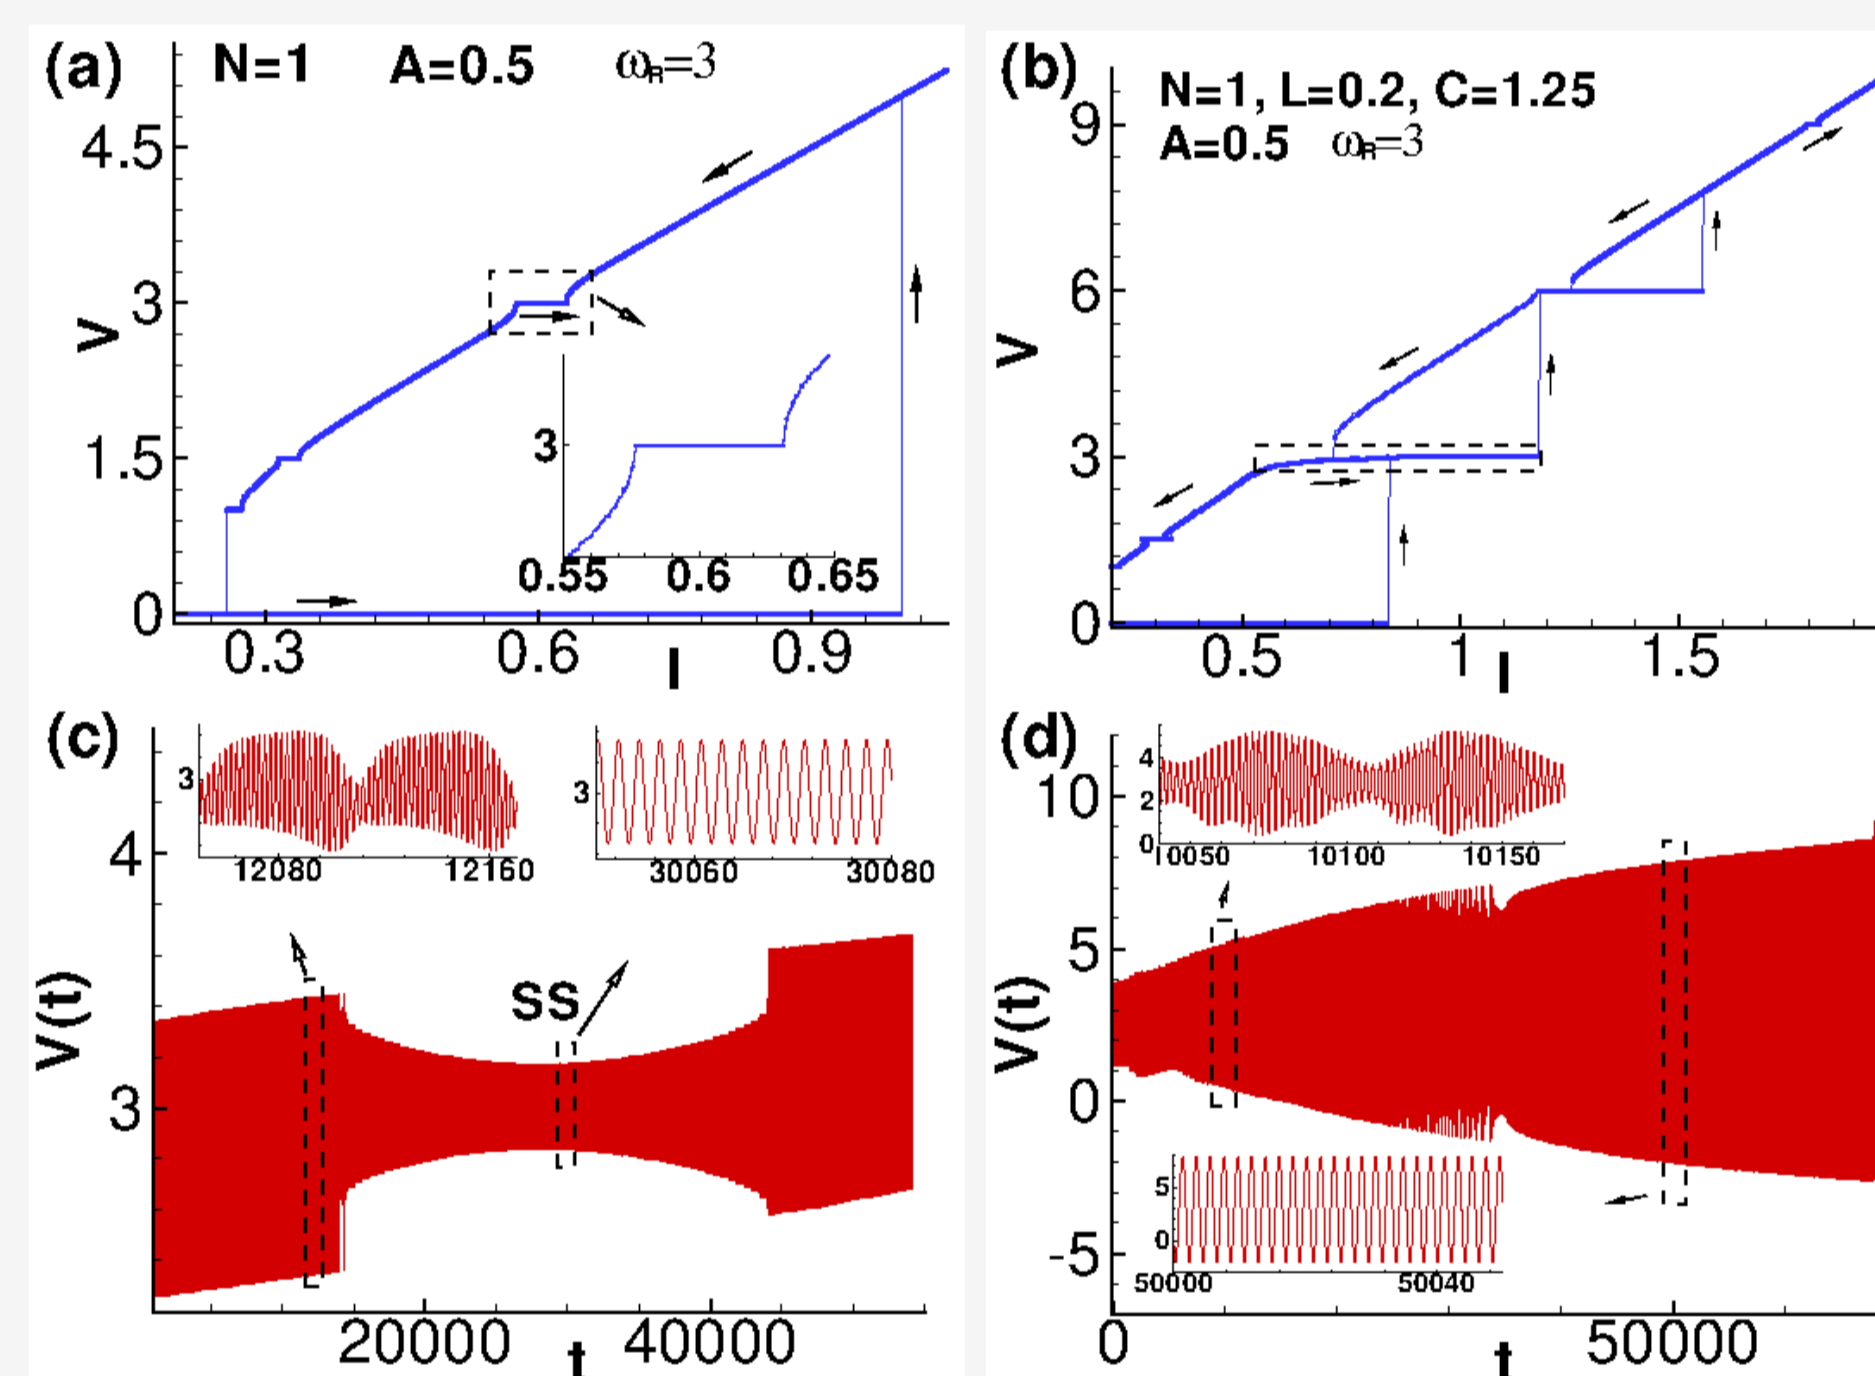 (a) N=1 A=0.5 ωR=3
4.5
3
1.5
0
V
0.3 0.6 0.9
I
3
0.55 0.6 0.65
(b) N=1, L=0.2, C=1.25
A=0.5 ωR=3
9
6
3
0
V
0.5 1 1.5
I
(c)
3
12080 12160
3
30060 30080
4
3
V(t)
SS
20000 40000
t
(d)
4
2
0
10050 10100 10150
10
5
0
-5
V(t)
5
0
50000 50040
0 50000
t